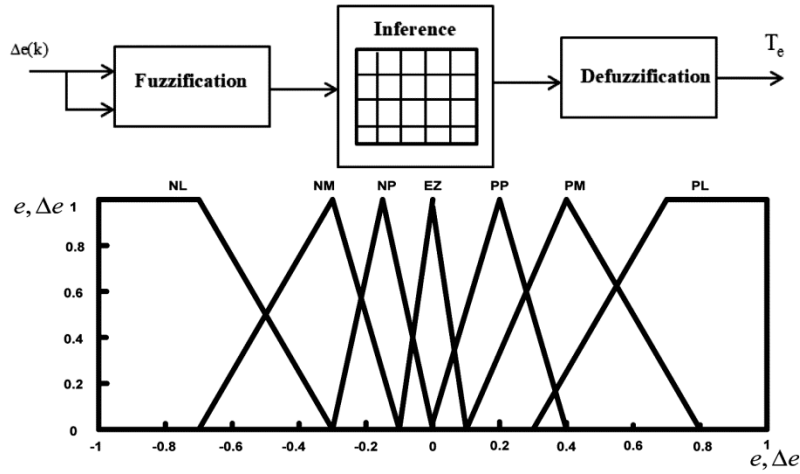 Δe(k)
Fuzzification
Inference
Defuzzification
Tₑ
NL NM NP EZ PP PM PL
e, Δe
1
0.8
0.6
0.4
0.2
0
-1 -0.8 -0.6 -0.4 -0.2 0 0.2 0.4 0.6 0.8 1
e, Δe